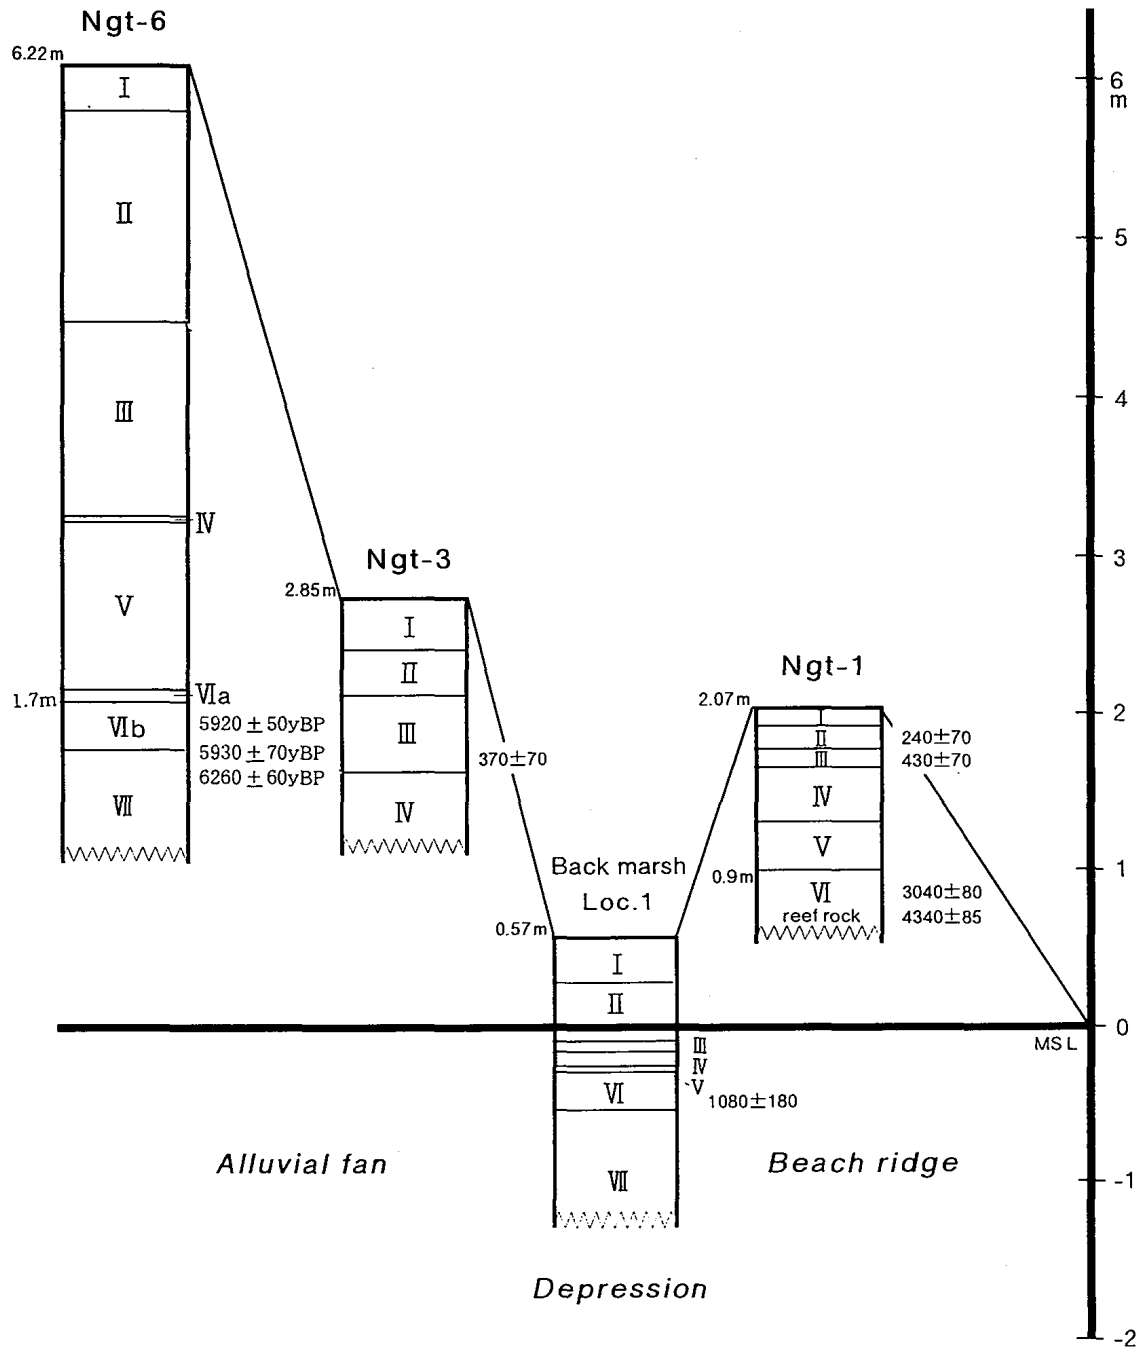 Ngt-6
6.22m
I
II
III
IV
V
VIa
1.7m
VIb
5920±50yBP
5930±70yBP
6260±60yBP
VII
Ngt-3
2.85m
I
II
III
370±70
IV
Back marsh
Loc.1
0.57m
I
II
III
IV
V
VI
1080±180
VII
Ngt-1
2.07m
I
II
240±70
III
430±70
IV
V
0.9m
VI
3040±80
reef rock
4340±85
6
m
5
4
3
2
1
0
MSL
-1
-2
Alluvial fan
Beach ridge
Depression